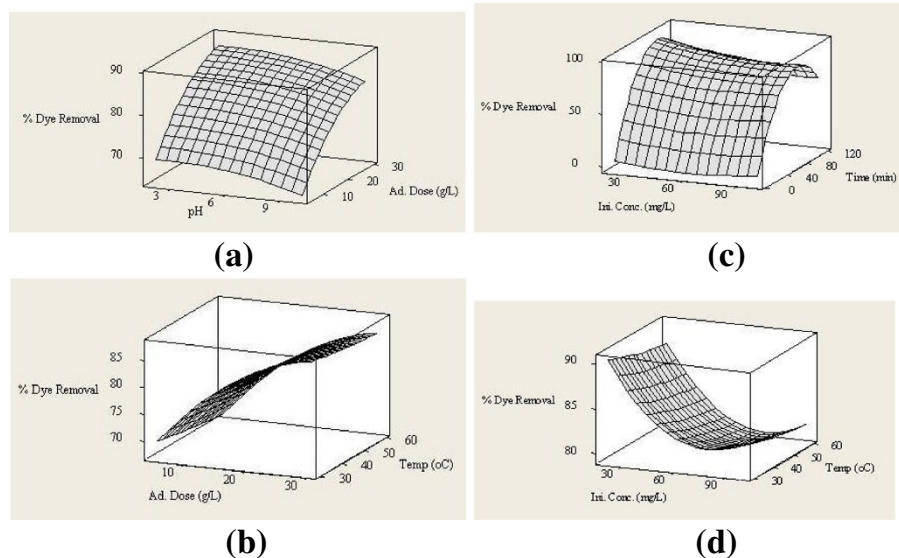 90
80
70
% Dye Removal
3
6
9
pH
10
20
30
Ad. Dose (g/L)
(a)
100
50
0
% Dye Removal
30
60
90
Ini. Conc. (mg/L)
0
40
80
120
Time (min)
(c)
85
80
75
70
% Dye Removal
10
20
30
Ad. Dose (g/L)
30
40
50
60
Temp (oC)
(b)
90
85
80
% Dye Removal
30
60
90
Ini. Conc. (mg/L)
30
40
50
60
Temp (oC)
(d)